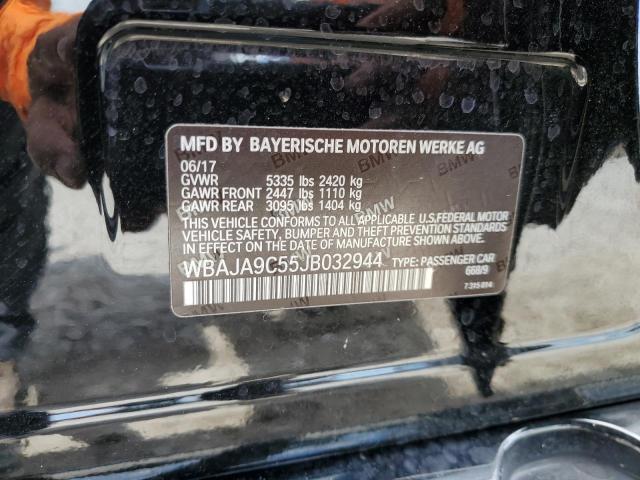 MFD BY BAYERISCHE MOTOREN WERKE AG
06/17
GVWR 5335 lbs 2420 kg
GAWR FRONT 2447 lbs 1110 kg
GAWR REAR 3095 lbs 1404 kg
THIS VEHICLE CONFORMS TO ALL APPLICABLE U.S. FEDERAL MOTOR
VEHICLE SAFETY, BUMPER AND THEFT PREVENTION STANDARDS
IN EFFECT ON THE DATE OF MANUFACTURE SHOWN ABOVE.
WBAJA9C55JB032944 TYPE: PASSENGER CAR
668/9